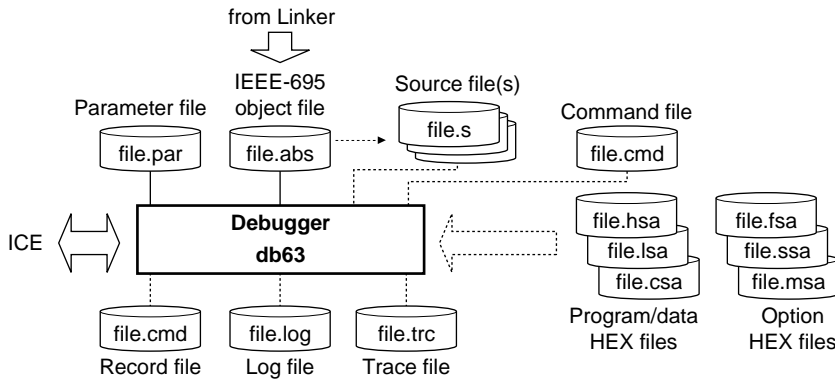 from Linker
IEEE-695
object file
Source file(s)
Parameter file
Command file
file.par
file.abs
file.s
file.cmd
ICE
Debugger
db63
file.hsa
file.lsa
file.csa
file.fsa
file.ssa
file.msa
file.cmd
file.log
file.trc
Program/data
HEX files
Option
HEX files
Record file
Log file
Trace file